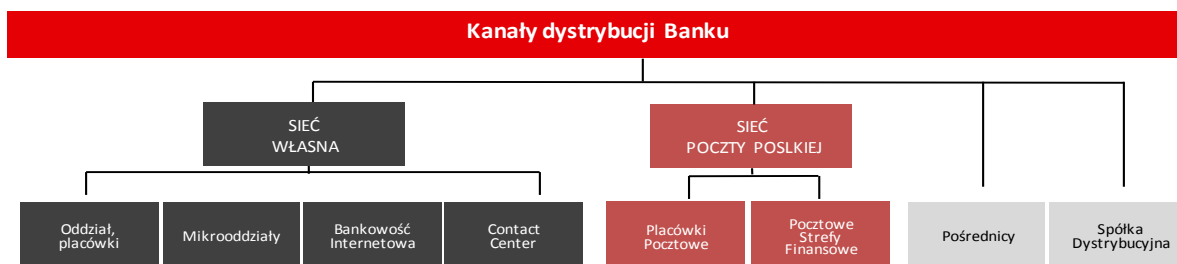 Kanały dystrybucji Banku
SIEĆ
WŁASNA
SIEĆ
POCZTY POSLKIEJ
Oddział,
placówki
Mikrooddziały
Bankowość
Internetowa
Contact
Center
Placówki
Pocztowe
Pocztowe
Strefy
Finansowe
Pośrednicy
Spółka
Dystrybucyjna